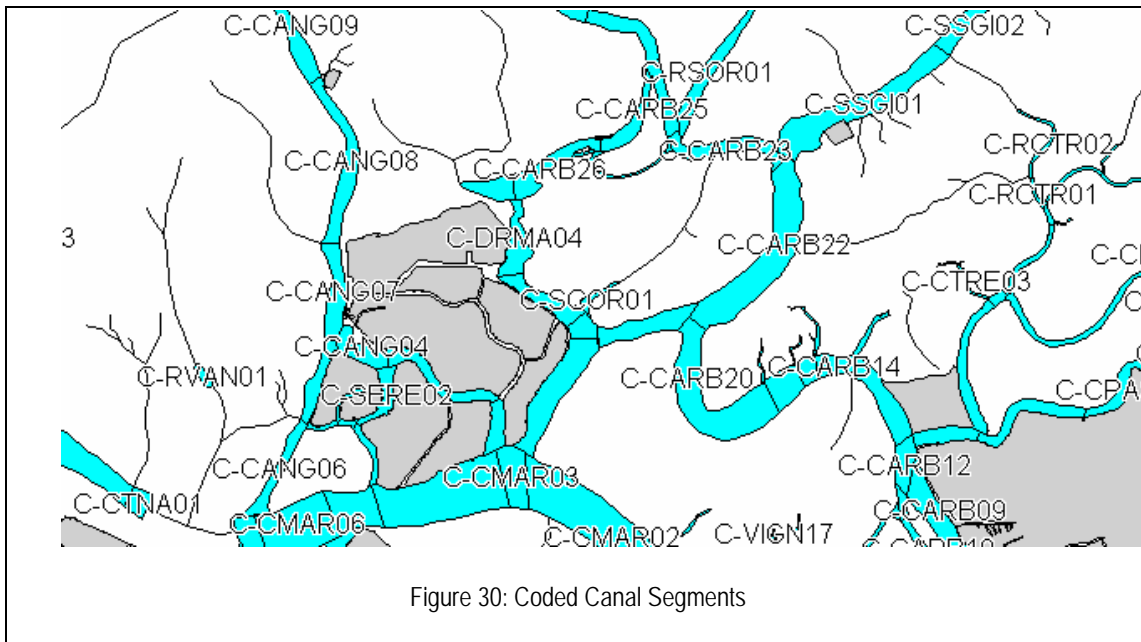 C-CANG09
C-SSGI02
C-RSOR01
C-CARB25
C-SSGI01
C-CANG08
C-CARB26
C-CARB23
C-RCTR02
C-RCTR01
3
C-DRMA04
C-CARB22
C-CANG07
C-SCOR01
C-CTRE03
C-CANG04
C-RVAN01
C-SERE02
C-CARB20
C-CARB14
C-CPA
C-CANG06
C-CMAR03
C-CARB12
C-CTNA01
C-CMAR06
C-CMAR02
C-VIGN17
C-CARB09
Figure 30: Coded Canal Segments